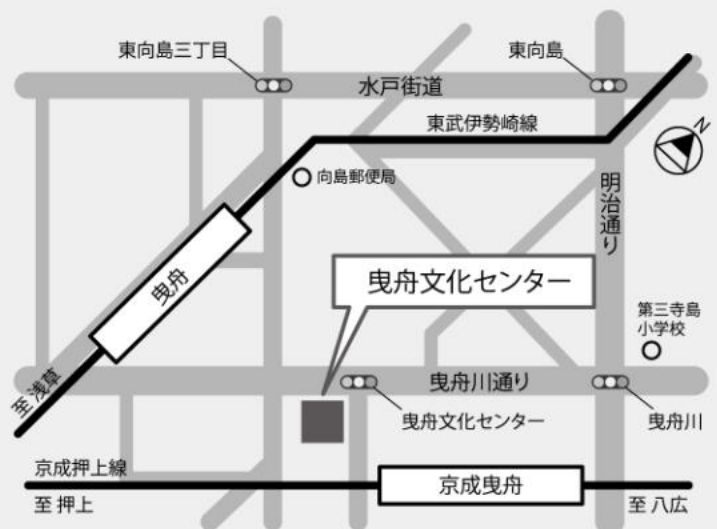 東向島三丁目
東向島
水戸街道
東武伊勢崎線
N
向島郵便局
明治通り
曳舟
曳舟文化センター
第三寺島
小学校
至 浅草
曳舟川通り
曳舟文化センター
曳舟川
京成押上線
京成曳舟
至 押上
至 八広